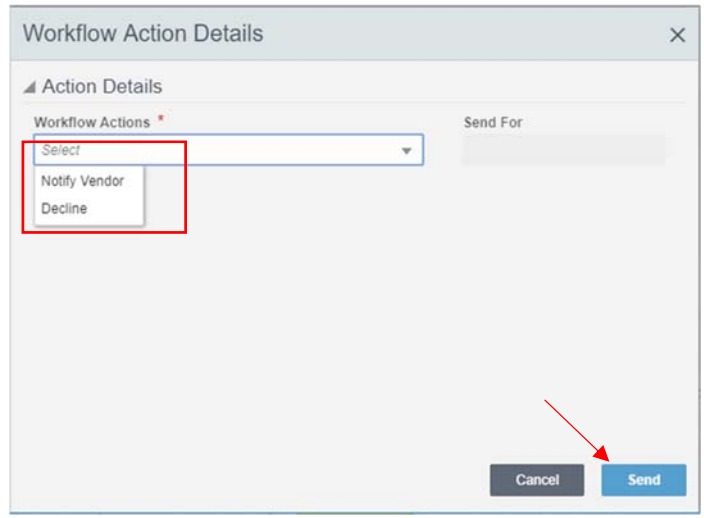 Workflow Action Details
Action Details
Workflow Actions * Send For
Select
Notify Vendor
Decline
Cancel Send